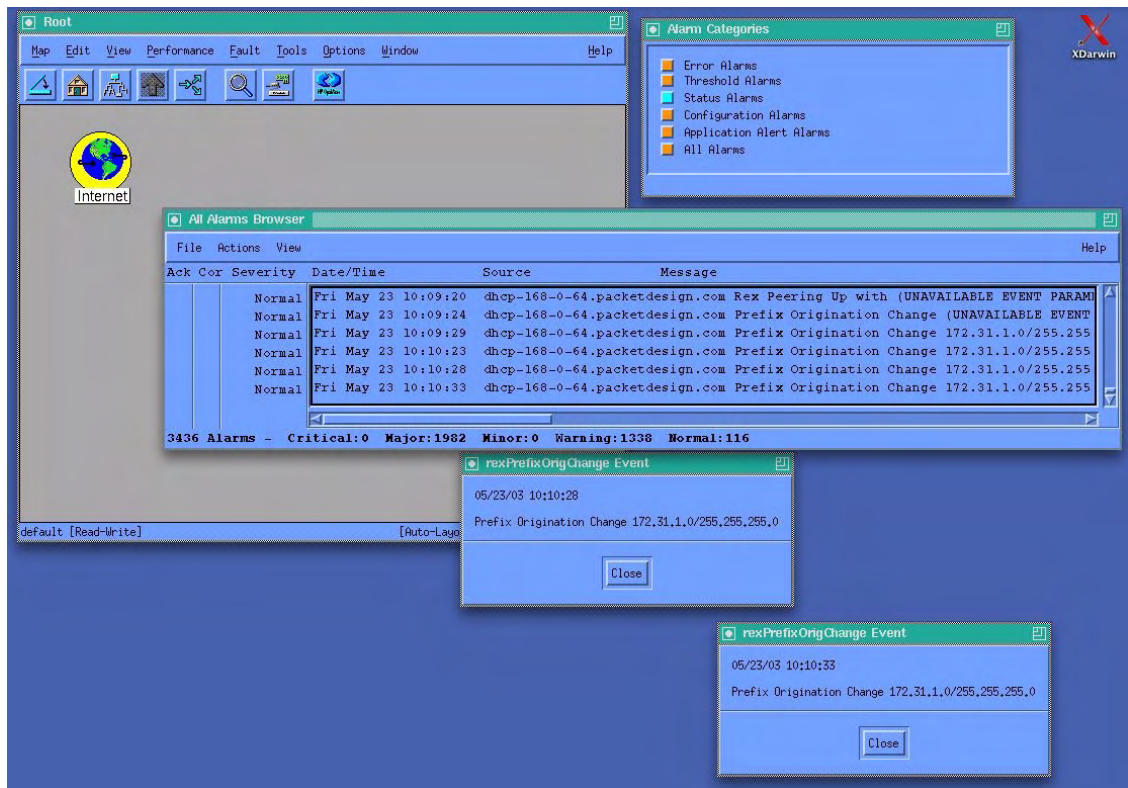 Root
Map Edit View Performance Fault Tools Options Window Help
HP OpenView
Internet
default [Read-Write] [Auto-Layo
Alarm Categories
Error Alarms
Threshold Alarms
Status Alarms
Configuration Alarms
Application Alert Alarms
All Alarms
XDarwin
All Alarms Browser
File Actions View Help
Ack Cor Severity Date/Time Source Message
Normal Fri May 23 10:09:20 dhcp-168-0-64.packetdesign.com Rex Peering Up with (UNAVAILABLE EVENT PARAM
Normal Fri May 23 10:09:24 dhcp-168-0-64.packetdesign.com Prefix Origination Change (UNAVAILABLE EVENT
Normal Fri May 23 10:09:29 dhcp-168-0-64.packetdesign.com Prefix Origination Change 172.31.1.0/255.255
Normal Fri May 23 10:10:23 dhcp-168-0-64.packetdesign.com Prefix Origination Change 172.31.1.0/255.255
Normal Fri May 23 10:10:28 dhcp-168-0-64.packetdesign.com Prefix Origination Change 172.31.1.0/255.255
Normal Fri May 23 10:10:33 dhcp-168-0-64.packetdesign.com Prefix Origination Change 172.31.1.0/255.255
3436 Alarms - Critical:0 Major:1982 Minor:0 Warning:1338 Normal:116
rexPrefixOrigChange Event
05/23/03 10:10:28
Prefix Origination Change 172.31.1.0/255.255.255.0
Close
rexPrefixOrigChange Event
05/23/03 10:10:33
Prefix Origination Change 172.31.1.0/255.255.255.0
Close